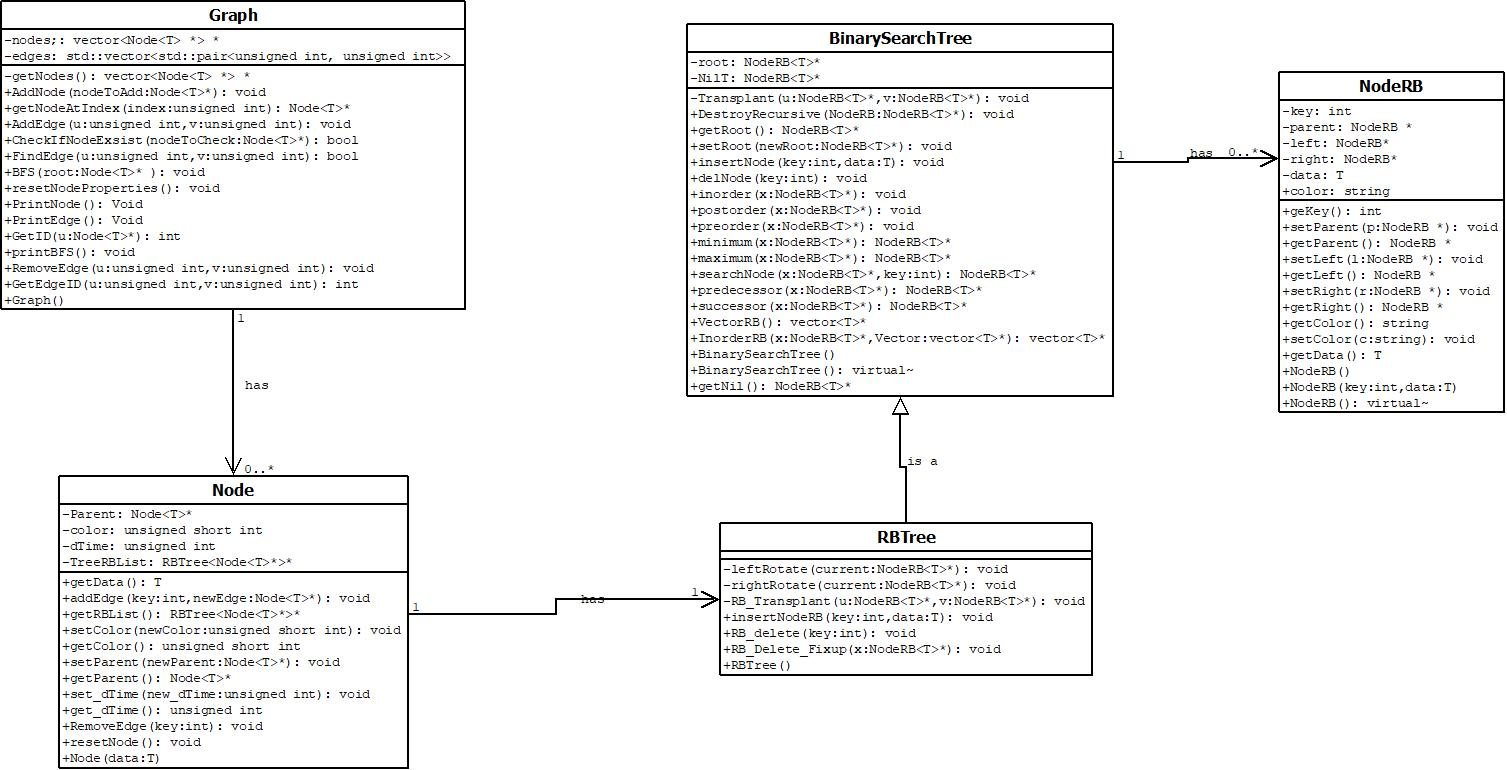 Graph
-nodes;: vector<Node<T> *> *
-edges: std::vector<std::pair<unsigned int, unsigned int>>
-getNodes(): vector<Node<T> *> *
+AddNode(nodeToAdd:Node<T>*): void
+getNodeAtIndex(index:unsigned int): Node<T>*
+AddEdge(u:unsigned int,v:unsigned int): void
+CheckIfNodeExsist(nodeToCheck:Node<T>*): bool
+FindEdge(u:unsigned int,v:unsigned int): bool
+BFS(root:Node<T>* ): void
+resetNodeProperties(): void
+PrintNode(): Void
+PrintEdge(): Void
+GetID(u:Node<T>*): int
+printBFS(): void
+RemoveEdge(u:unsigned int,v:unsigned int): void
+GetEdgeID(u:unsigned int,v:unsigned int): int
+Graph()
1
has
0..*
Node
-Parent: Node<T>*
-color: unsigned short int
-dTime: unsigned int
-TreeRBList: RBTree<Node<T>*>*
+getData(): T
+addEdge(key:int,newEdge:Node<T>*): void
+getRBList(): RBTree<Node<T>*>*
+setColor(newColor:unsigned short int): void
+getColor(): unsigned short int
+setParent(newParent:Node<T>*): void
+getParent(): Node<T>*
+set_dTime(new_dTime:unsigned int): void
+get_dTime(): unsigned int
+RemoveEdge(key:int): void
+resetNode(): void
+Node(data:T)
1
has
1
BinarySearchTree
-root: NodeRB<T>*
-NilT: NodeRB<T>*
-Transplant(u:NodeRB<T>*,v:NodeRB<T>*): void
+DestroyRecursive(NodeRB:NodeRB<T>*): void
+getRoot(): NodeRB<T>*
+setRoot(newRoot:NodeRB<T>*): void
+insertNode(key:int,data:T): void
+delNode(key:int): void
+inorder(x:NodeRB<T>*): void
+postorder(x:NodeRB<T>*): void
+preorder(x:NodeRB<T>*): void
+minimum(x:NodeRB<T>*): NodeRB<T>*
+maximum(x:NodeRB<T>*): NodeRB<T>*
+searchNode(x:NodeRB<T>*,key:int): NodeRB<T>*
+predecessor(x:NodeRB<T>*): NodeRB<T>*
+successor(x:NodeRB<T>*): NodeRB<T>*
+VectorRB(): vector<T>*
+InorderRB(x:NodeRB<T>*,Vector:vector<T>*): vector<T>*
+BinarySearchTree()
+BinarySearchTree(): virtual~
+getNil(): NodeRB<T>*
is a
RBTree
-leftRotate(current:NodeRB<T>*): void
-rightRotate(current:NodeRB<T>*): void
-RB_Transplant(u:NodeRB<T>*,v:NodeRB<T>*): void
+insertNodeRB(key:int,data:T): void
+RB_delete(key:int): void
+RB_Delete_Fixup(x:NodeRB<T>*): void
+RBTree()
1
has
0..*
NodeRB
-key: int
-parent: NodeRB *
-left: NodeRB*
-right: NodeRB*
-data: T
+color: string
+geKey(): int
+setParent(p:NodeRB *): void
+getParent(): NodeRB *
+setLeft(l:NodeRB *): void
+getLeft(): NodeRB *
+setRight(r:NodeRB *): void
+getRight(): NodeRB *
+getColor(): string
+setColor(c:string): void
+getData(): T
+NodeRB()
+NodeRB(key:int,data:T)
+NodeRB(): virtual~